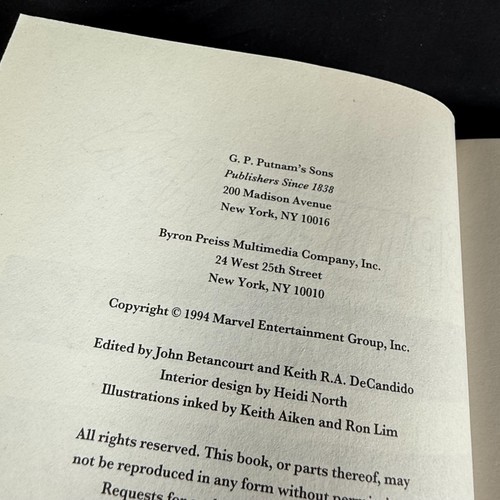 G. P. Putnam's Sons
Publishers Since 1838
200 Madison Avenue
New York, NY 10016
Byron Preiss Multimedia Company, Inc.
24 West 25th Street
New York, NY 10010
Copyright © 1994 Marvel Entertainment Group, Inc.
Edited by John Betancourt and Keith R.A. DeCandido
Interior design by Heidi North
Illustrations inked by Keith Aiken and Ron Lim
All rights reserved. This book, or parts thereof, may
not be reproduced in any form without
Requests for